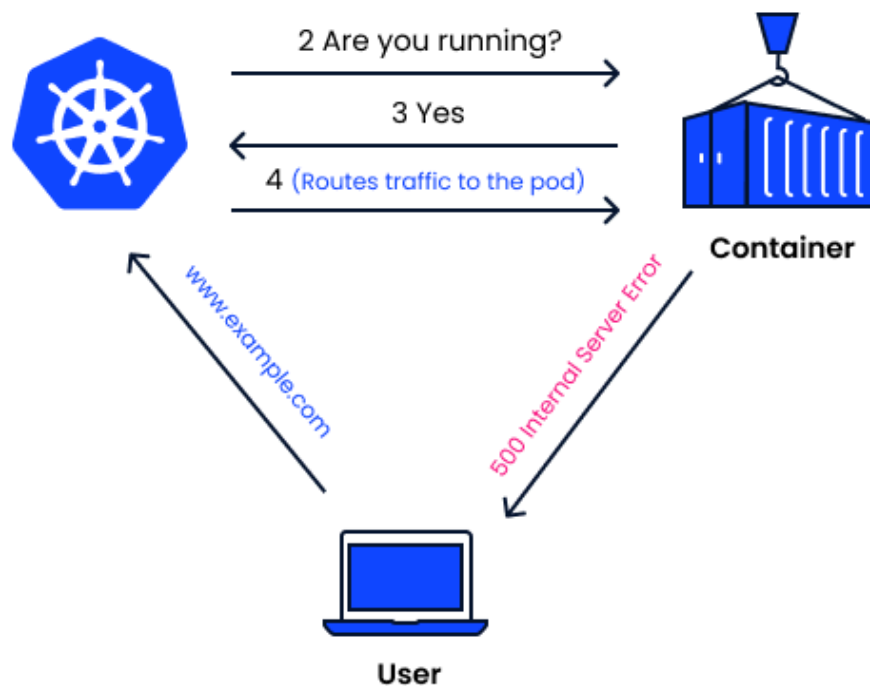 2 Are you running?
3 Yes
4 (Routes traffic to the pod)
Container
www.example.com
500 Internal Server Error
User